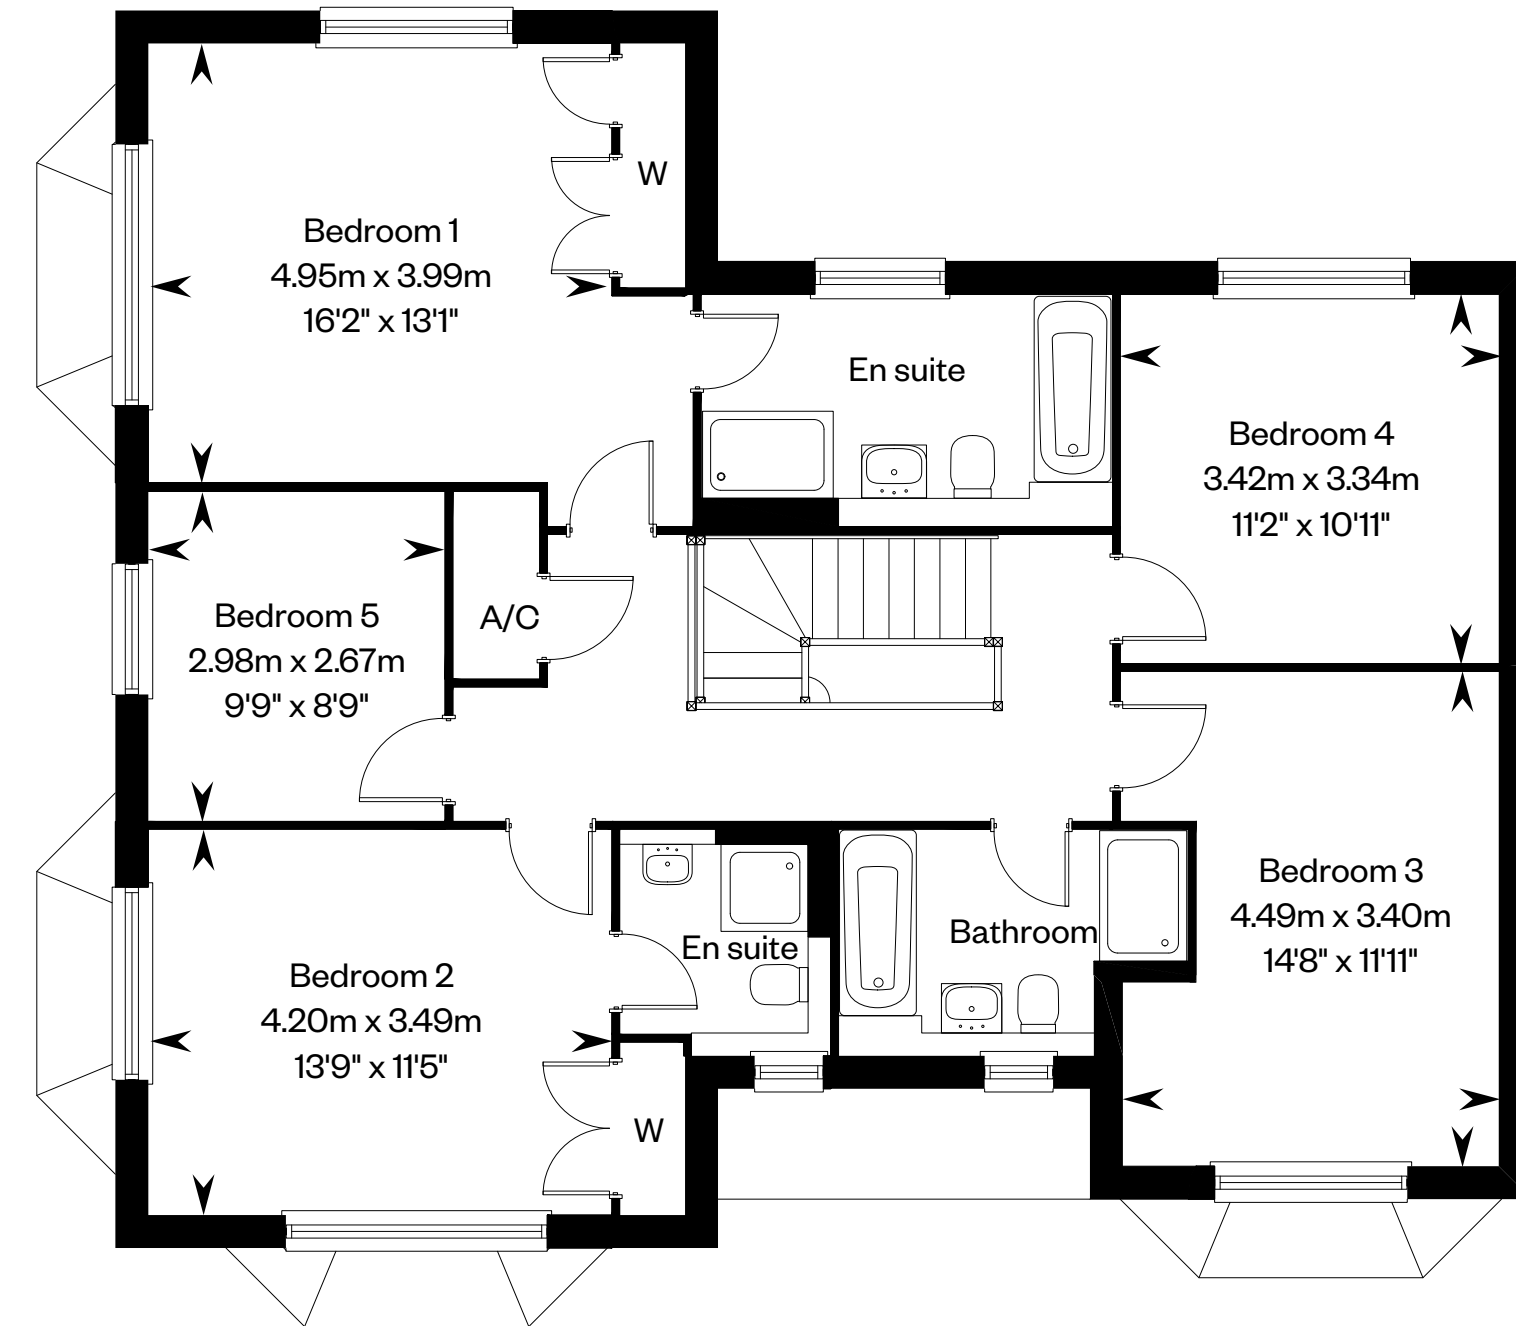 W
Bedroom 1
4.95m x 3.99m
16'2" x 13'1"
En suite
Bedroom 4
3.42m x 3.34m
11'2" x 10'11"
Bedroom 5
2.98m x 2.67m
9'9" x 8'9"
A/C
Bedroom 3
4.49m x 3.40m
14'8" x 11'11"
Bathroom
En suite
Bedroom 2
4.20m x 3.49m
13'9" x 11'5"
W